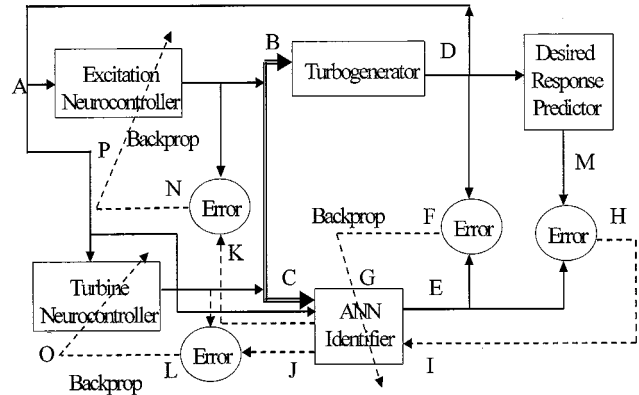 B
D
Desired
Response
Predictor
Excitation
Neurocontroller
Turbogenerator
A
P
Backprop
M
N
Error
Backprop
F
Error
Error
H
K
C
G
E
Turbine
Neurocontroller
ANN
Identifier
O
Backprop
L
Error
J
I